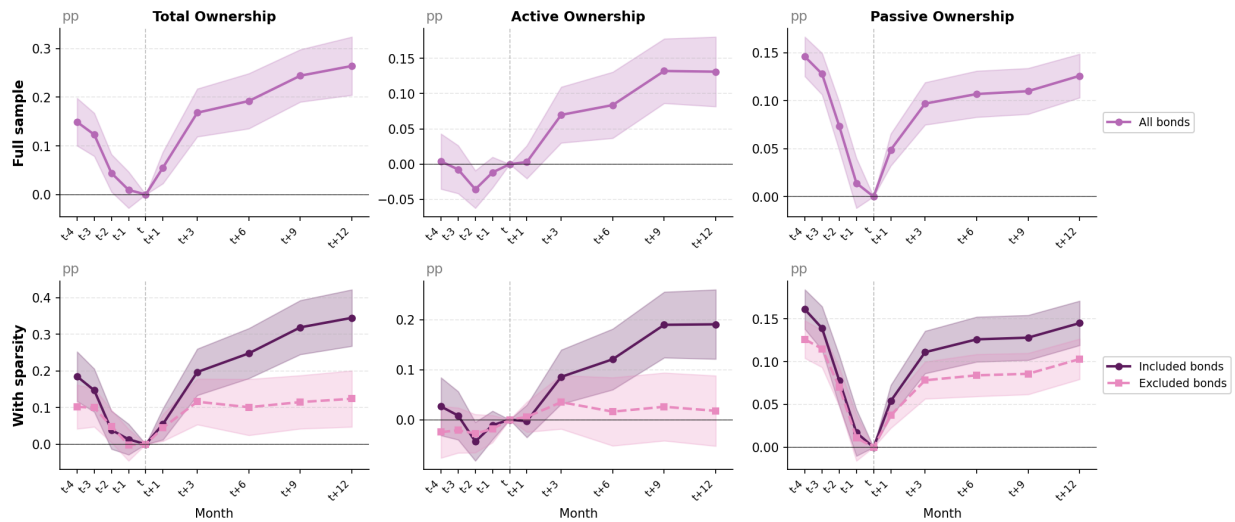 Total Ownership
Active Ownership
Passive Ownership
Full sample
pp
0.3
0.2
0.1
0.0
t-4 t-3 t-2 t-1 t t+1 t+3 t+6 t+9 t+12
pp
0.15
0.10
0.05
0.00
−0.05
t-4 t-3 t-2 t-1 t t+1 t+3 t+6 t+9 t+12
pp
0.15
0.10
0.05
0.00
t-4 t-3 t-2 t-1 t t+1 t+3 t+6 t+9 t+12
All bonds
With sparsity
pp
0.4
0.3
0.2
0.1
0.0
t-4 t-3 t-2 t-1 t t+1 t+3 t+6 t+9 t+12
Month
pp
0.2
0.1
0.0
t-4 t-3 t-2 t-1 t t+1 t+3 t+6 t+9 t+12
Month
pp
0.15
0.10
0.05
0.00
t-4 t-3 t-2 t-1 t t+1 t+3 t+6 t+9 t+12
Month
Included bonds
Excluded bonds